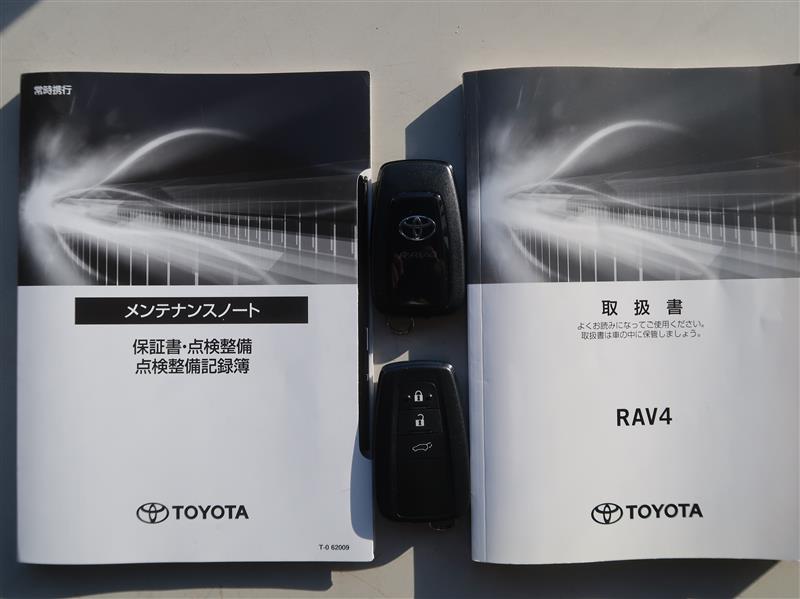 常時携行
メンテナンスノート
保証書・点検整備
点検整備記録簿
TOYOTA
T-0 62009
RAV4
取扱書
よくお読みになってご使用ください。
取扱書は車の中に保管しましょう。
RAV4
TOYOTA